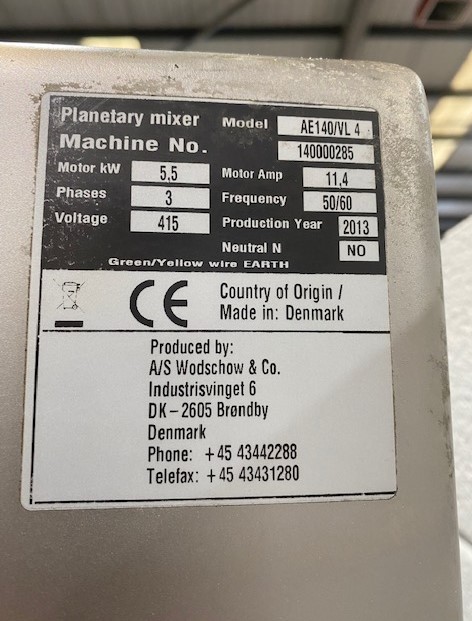 Planetary mixer Model AE140/VL 4
Machine No. 140000285
Motor kW 5.5 Motor Amp 11,4
Phases 3 Frequency 50/60
Voltage 415 Production Year 2013
Neutral N NO
Green/Yellow wire EARTH
CE Country of Origin /
Made in: Denmark
Produced by:
A/S Wodschow & Co.
Industrisvinget 6
DK-2605 Brøndby
Denmark
Phone: +45 43442288
Telefax: +45 43431280